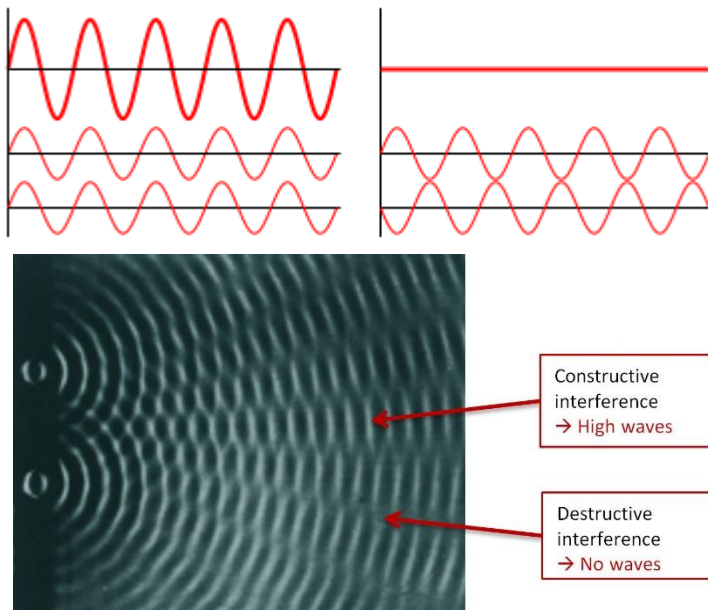 Constructive
interference
→ High waves
Destructive
interference
→ No waves